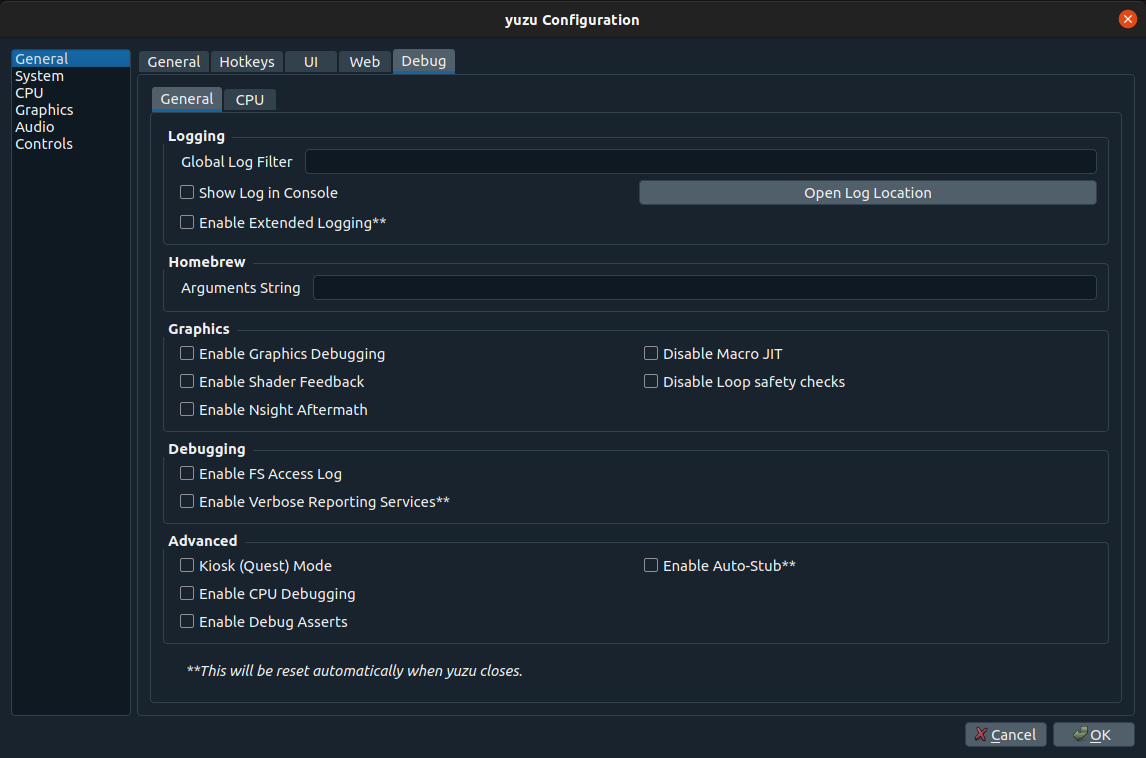 yuzu Configuration
General
System
CPU
Graphics
Audio
Controls
General Hotkeys UI Web Debug
General CPU
Logging
Global Log Filter
Show Log in Console Open Log Location
Enable Extended Logging**
Homebrew
Arguments String
Graphics
Enable Graphics Debugging Disable Macro JIT
Enable Shader Feedback Disable Loop safety checks
Enable Nsight Aftermath
Debugging
Enable FS Access Log
Enable Verbose Reporting Services**
Advanced
Kiosk (Quest) Mode Enable Auto-Stub**
Enable CPU Debugging
Enable Debug Asserts
**This will be reset automatically when yuzu closes.
Cancel OK